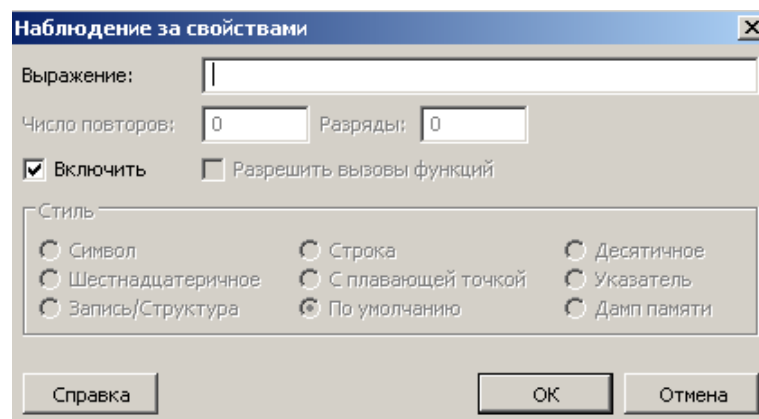 Наблюдение за свойствами
Выражение:
Число повторов: 0 Разряды: 0
Включить Разрешить вызовы функций
Стиль
Символ Строка Десятичное
Шестнадцатеричное С плавающей точкой Указатель
Запись/Структура По умолчанию Дамп памяти
Справка OK Отмена